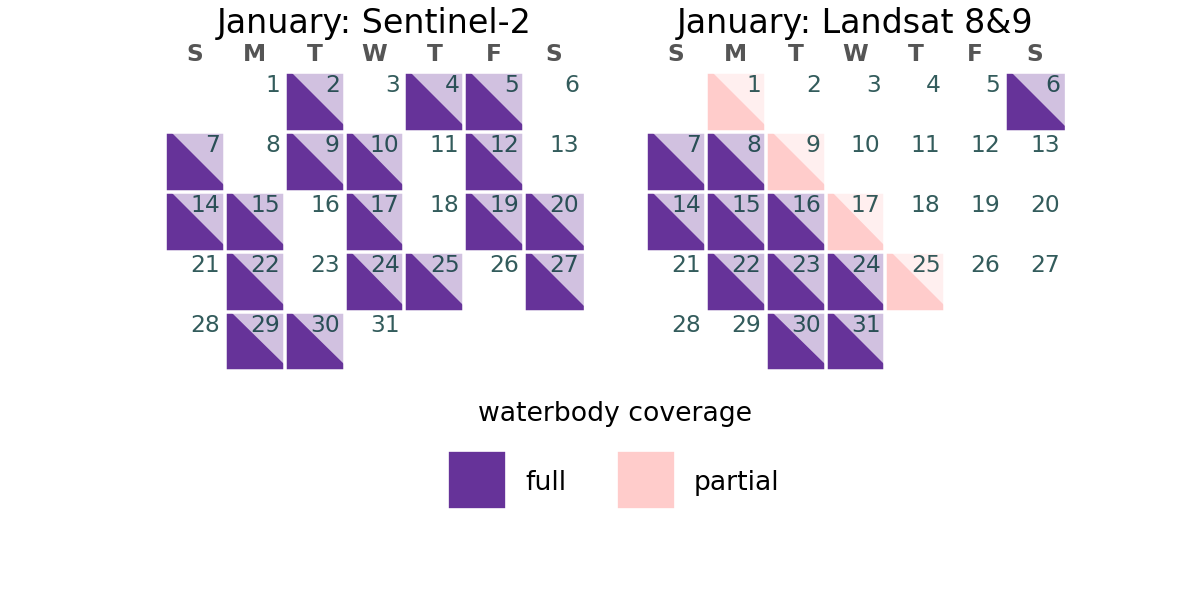 January: Sentinel-2
S M T W T F S
1 2 3 4 5 6
7 8 9 10 11 12 13
14 15 16 17 18 19 20
21 22 23 24 25 26 27
28 29 30 31
January: Landsat 8&9
S M T W T F S
1 2 3 4 5 6
7 8 9 10 11 12 13
14 15 16 17 18 19 20
21 22 23 24 25 26 27
28 29 30 31
waterbody coverage
full partial